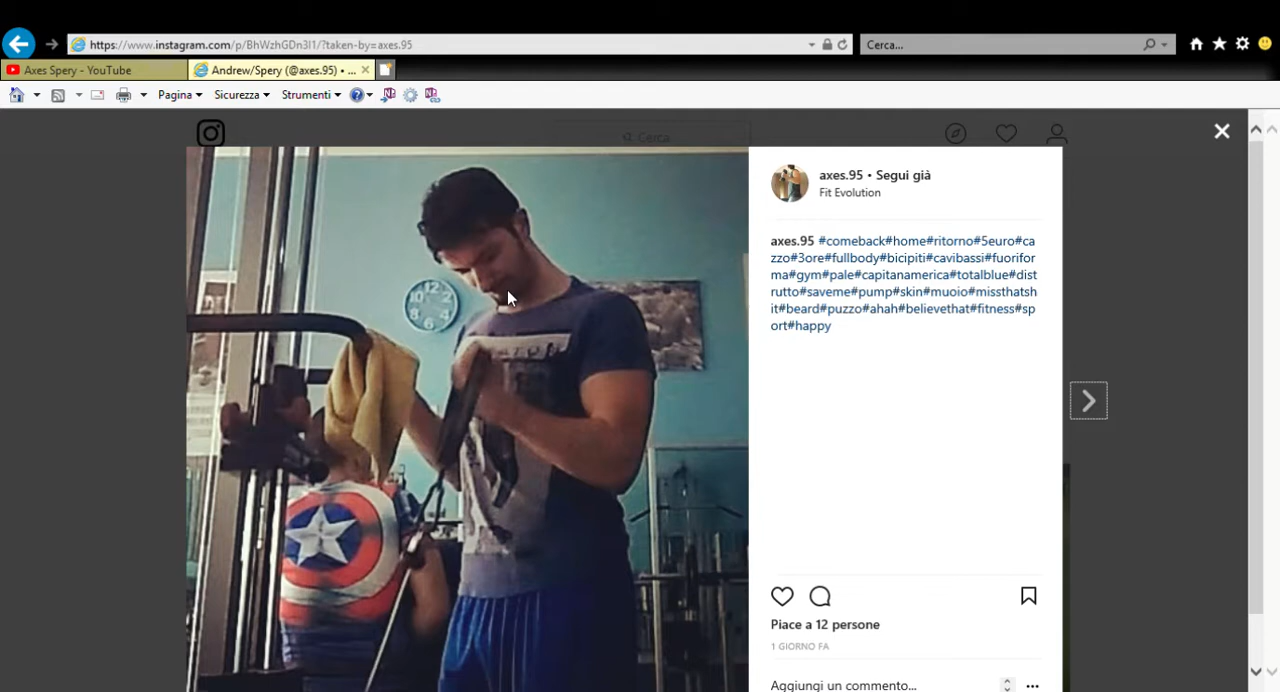 https://www.instagram.com/p/BhWzhGDn3I1/?taken-by=axes.95
Cerca...
Axes Spery - YouTube
Andrew/Spery (@axes.95) • ...
Pagina
Sicurezza
Strumenti
Cerca
axes.95 • Segui già
Fit Evolution
axes.95 #comeback#home#ritorno#5euro#ca
zzo#3ore#fullbody#bicipiti#cavibassi#fuorifor
ma#gym#pale#capitanamerica#totalblue#dist
rutto#saveme#pump#skin#muoio#missthatsh
it#beard#puzzo#ahah#believethat#fitness#sp
ort#happy
12
Piace a 12 persone
1 GIORNO FA
Aggiungi un commento...